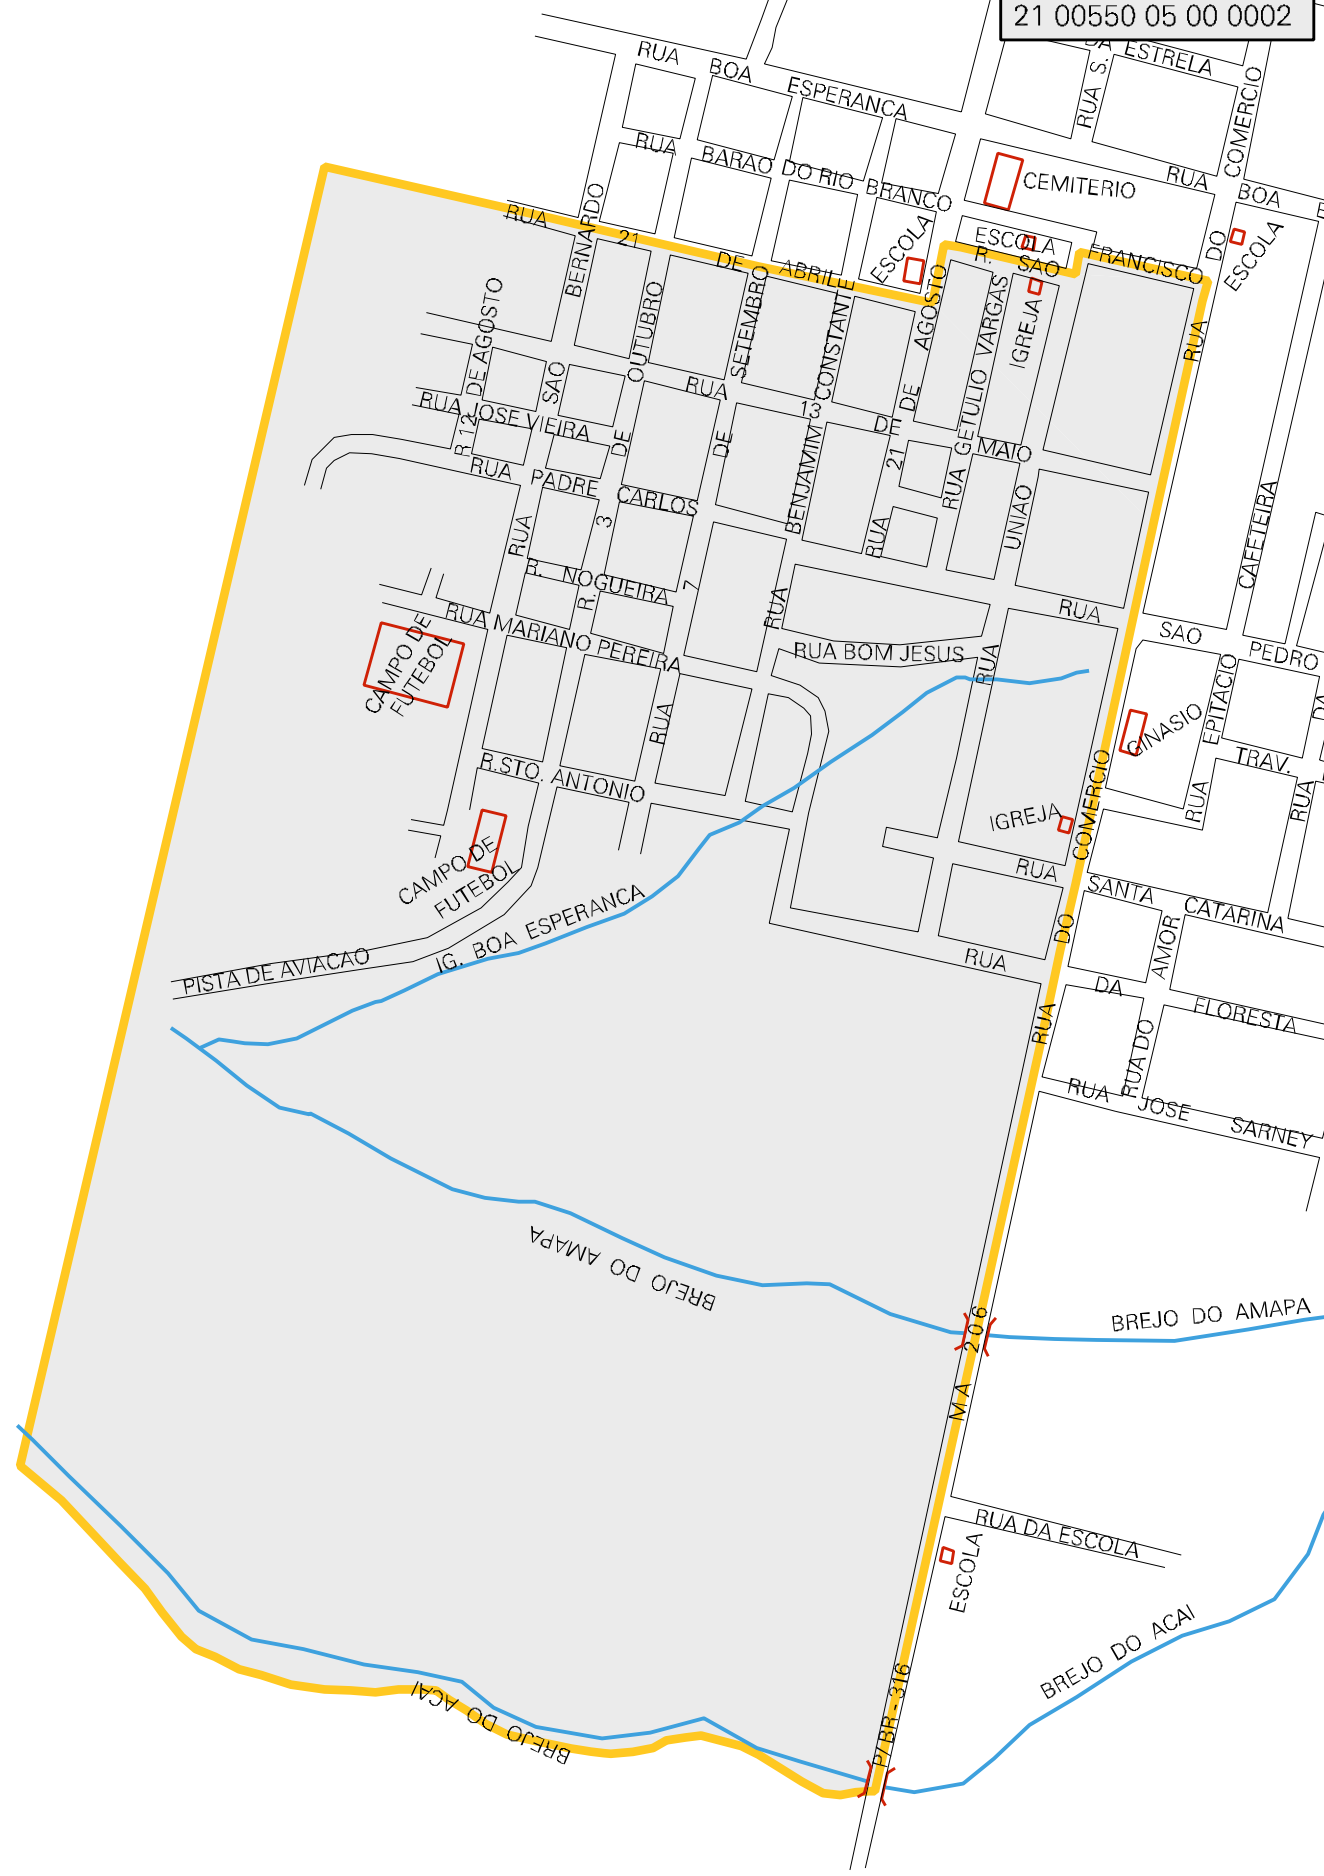 21 00550 05 00 0002
RUA BOA ESPERANCA
DA ESTRELA
RUA S.
RUA DO COMERCIO
RUA BARAO DO RIO BRANCO
CEMITERIO
RUA BOA
ESCOLA
ESCOLA
ESCOLA
R. SAO FRANCISCO
RUA 21 DE ABRIL
RUA SAO BERNARDO
R 12 DE AGOSTO
R. 3 DE OUTUBRO
RUA 7 DE SETEMBRO
RUA BENJAMIM CONSTANTE
RUA 21 DE AGOSTO
RUA GETULIO VARGAS
IGREJA
RUA JOSE VIEIRA
RUA 13 DE MAIO
RUA PADRE CARLOS
RUA UNIAO
CAFETEIRA
R. NOGUEIRA
RUA MARIANO PEREIRA
CAMPO DE
FUTEBOL
RUA BOM JESUS
RUA SAO PEDRO
RUA EPITACIO
DA
RUA
GINASIO
TRAV.
R.STO. ANTONIO
IGREJA
CAMPO DE
FUTEBOL
RUA SANTA CATARINA
IG. BOA ESPERANCA
PISTA DE AVIACAO
RUA DA FLORESTA
RUA DO AMOR
RUA DO COMERCIO
RUA JOSE SARNEY
BREJO DO AMAPA
BREJO DO AMAPA
MA 206
RUA DA ESCOLA
ESCOLA
BREJO DO ACAI
P/ BR - 316
BREJO DO ACAI